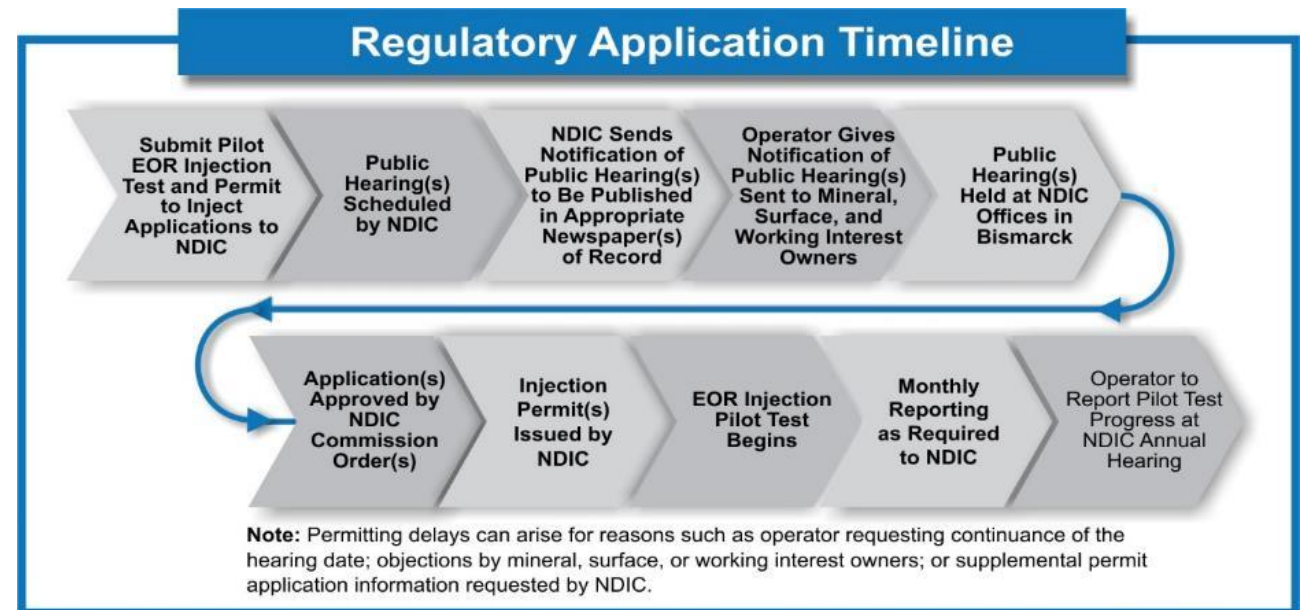 Regulatory Application Timeline
Submit Pilot
EOR Injection
Test and Permit
to Inject
Applications to
NDIC
Public
Hearing(s)
Scheduled
by NDIC
NDIC Sends
Notification of
Public Hearing(s)
to Be Published
in Appropriate
Newspaper(s)
of Record
Operator Gives
Notification of
Public Hearing(s)
Sent to Mineral,
Surface, and
Working Interest
Owners
Public
Hearing(s)
Held at NDIC
Offices in
Bismarck
Application(s)
Approved by
NDIC
Commission
Order(s)
Injection
Permit(s)
Issued by
NDIC
EOR Injection
Pilot Test
Begins
Monthly
Reporting
as Required
to NDIC
Operator to
Report Pilot Test
Progress at
NDIC Annual
Hearing
Note: Permitting delays can arise for reasons such as operator requesting continuance of the
hearing date; objections by mineral, surface, or working interest owners; or supplemental permit
application information requested by NDIC.